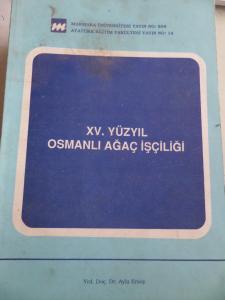 MARMARA ÜNİVERSİTESİ YAYIN NO:
ATATÜRK EĞİTİM FAKÜLTESİ YAYIN NO: 14
XV. YÜZYIL
OSMANLI AĞAÇ İŞÇİLİĞİ
Yrd. Doç. Dr. Ayla Ersoy